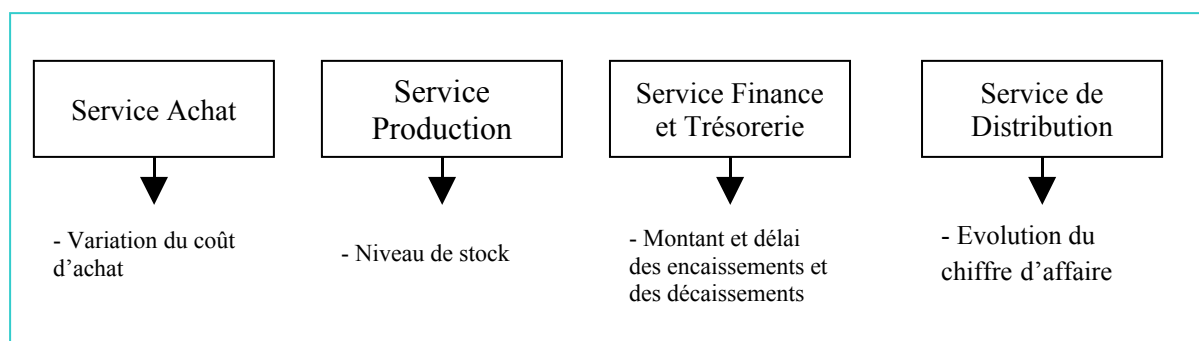 Service Achat
Service
Production
Service Finance
et Trésorerie
Service de
Distribution
- Variation du coût
d’achat
- Niveau de stock
- Montant et délai
des encaissements et
des décaissements
- Evolution du
chiffre d’affaire